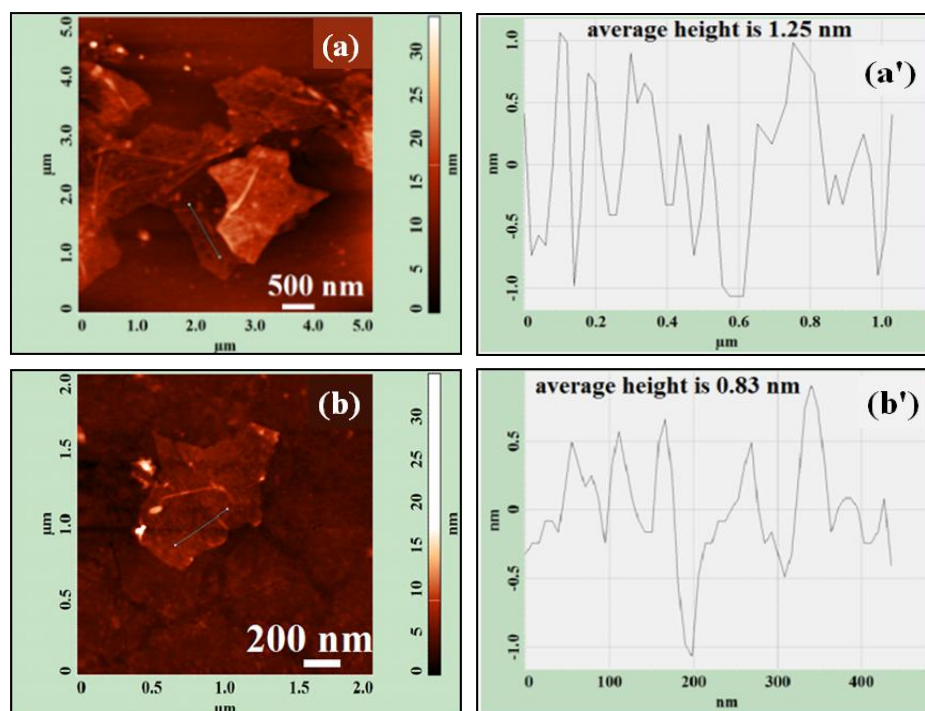 (a)
5.0
4.0
3.0
2.0
1.0
0
µm
0 1.0 2.0 3.0 4.0 5.0
µm
500 nm
30
25
20
15
10
5
0
nm
average height is 1.25 nm
(a')
1.0
0.5
0
-0.5
-1.0
nm
0 0.2 0.4 0.6 0.8 1.0
µm
(b)
2.0
1.5
1.0
0.5
0
µm
0 0.5 1.0 1.5 2.0
µm
200 nm
30
25
20
15
10
5
0
nm
average height is 0.83 nm
(b')
0.5
0
-0.5
-1.0
nm
0 100 200 300 400
nm